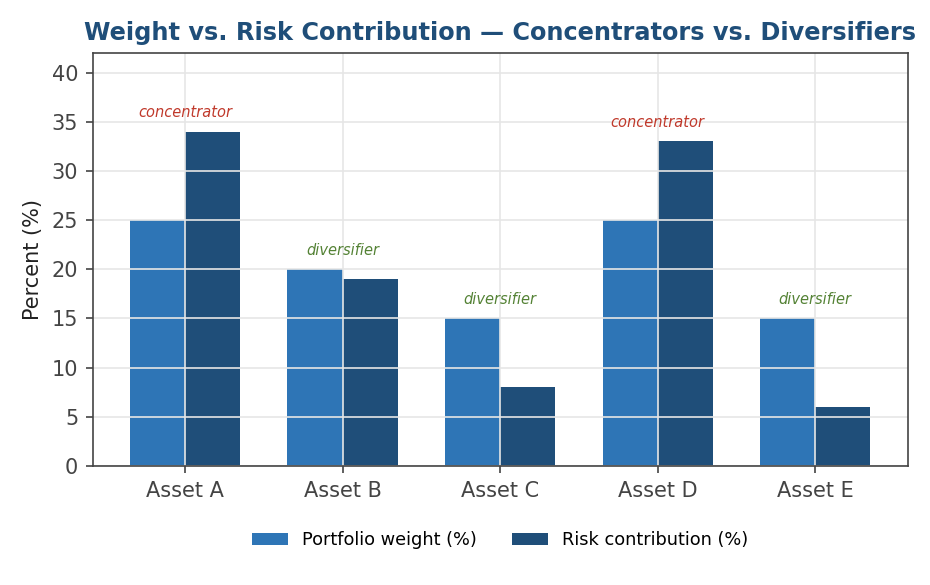 Weight vs. Risk Contribution — Concentrators vs. Diversifiers
Percent (%)
40
35
30
25
20
15
10
5
0
concentrator
diversifier
diversifier
concentrator
diversifier
Asset A
Asset B
Asset C
Asset D
Asset E
Portfolio weight (%)
Risk contribution (%)